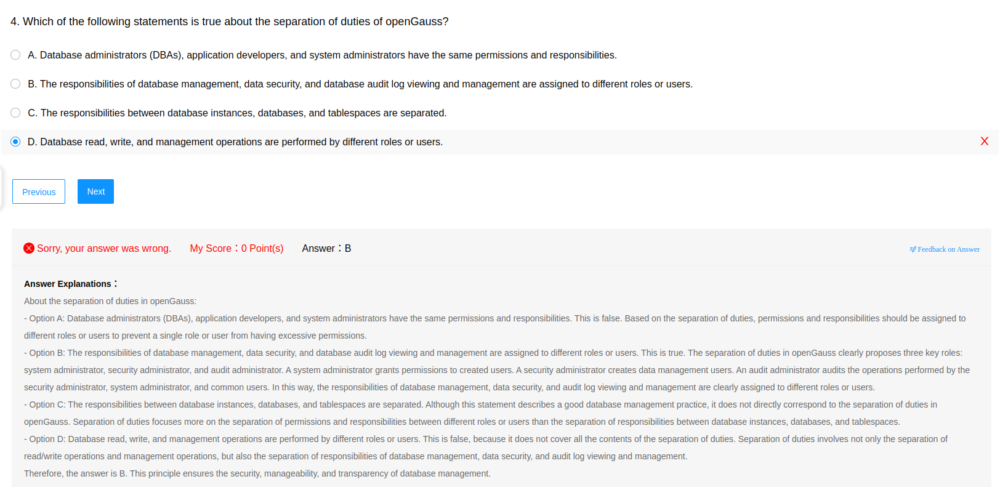 4. Which of the following statements is true about the separation of duties of openGauss?
A. Database administrators (DBAs), application developers, and system administrators have the same permissions and responsibilities.
B. The responsibilities of database management, data security, and database audit log viewing and management are assigned to different roles or users.
C. The responsibilities between database instances, databases, and tablespaces are separated.
D. Database read, write, and management operations are performed by different roles or users.
Previous Next
Sorry, your answer was wrong. My Score：0 Point(s) Answer：B Feedback on Answer
Answer Explanations：
About the separation of duties in openGauss:
- Option A: Database administrators (DBAs), application developers, and system administrators have the same permissions and responsibilities. This is false. Based on the separation of duties, permissions and responsibilities should be assigned to
different roles or users to prevent a single role or user from having excessive permissions.
- Option B: The responsibilities of database management, data security, and database audit log viewing and management are assigned to different roles or users. This is true. The separation of duties in openGauss clearly proposes three key roles:
system administrator, security administrator, and audit administrator. A system administrator grants permissions to created users. A security administrator creates data management users. An audit administrator audits the operations performed by the
security administrator, system administrator, and common users. In this way, the responsibilities of database management, data security, and audit log viewing and management are clearly assigned to different roles or users.
- Option C: The responsibilities between database instances, databases, and tablespaces are separated. Although this statement describes a good database management practice, it does not directly correspond to the separation of duties in
openGauss. Separation of duties focuses more on the separation of permissions and responsibilities between different roles or users than the separation of responsibilities between database instances, databases, and tablespaces.
- Option D: Database read, write, and management operations are performed by different roles or users. This is false, because it does not cover all the contents of the separation of duties. Separation of duties involves not only the separation of
read/write operations and management operations, but also the separation of responsibilities of database management, data security, and audit log viewing and management.
Therefore, the answer is B. This principle ensures the security, manageability, and transparency of database management.